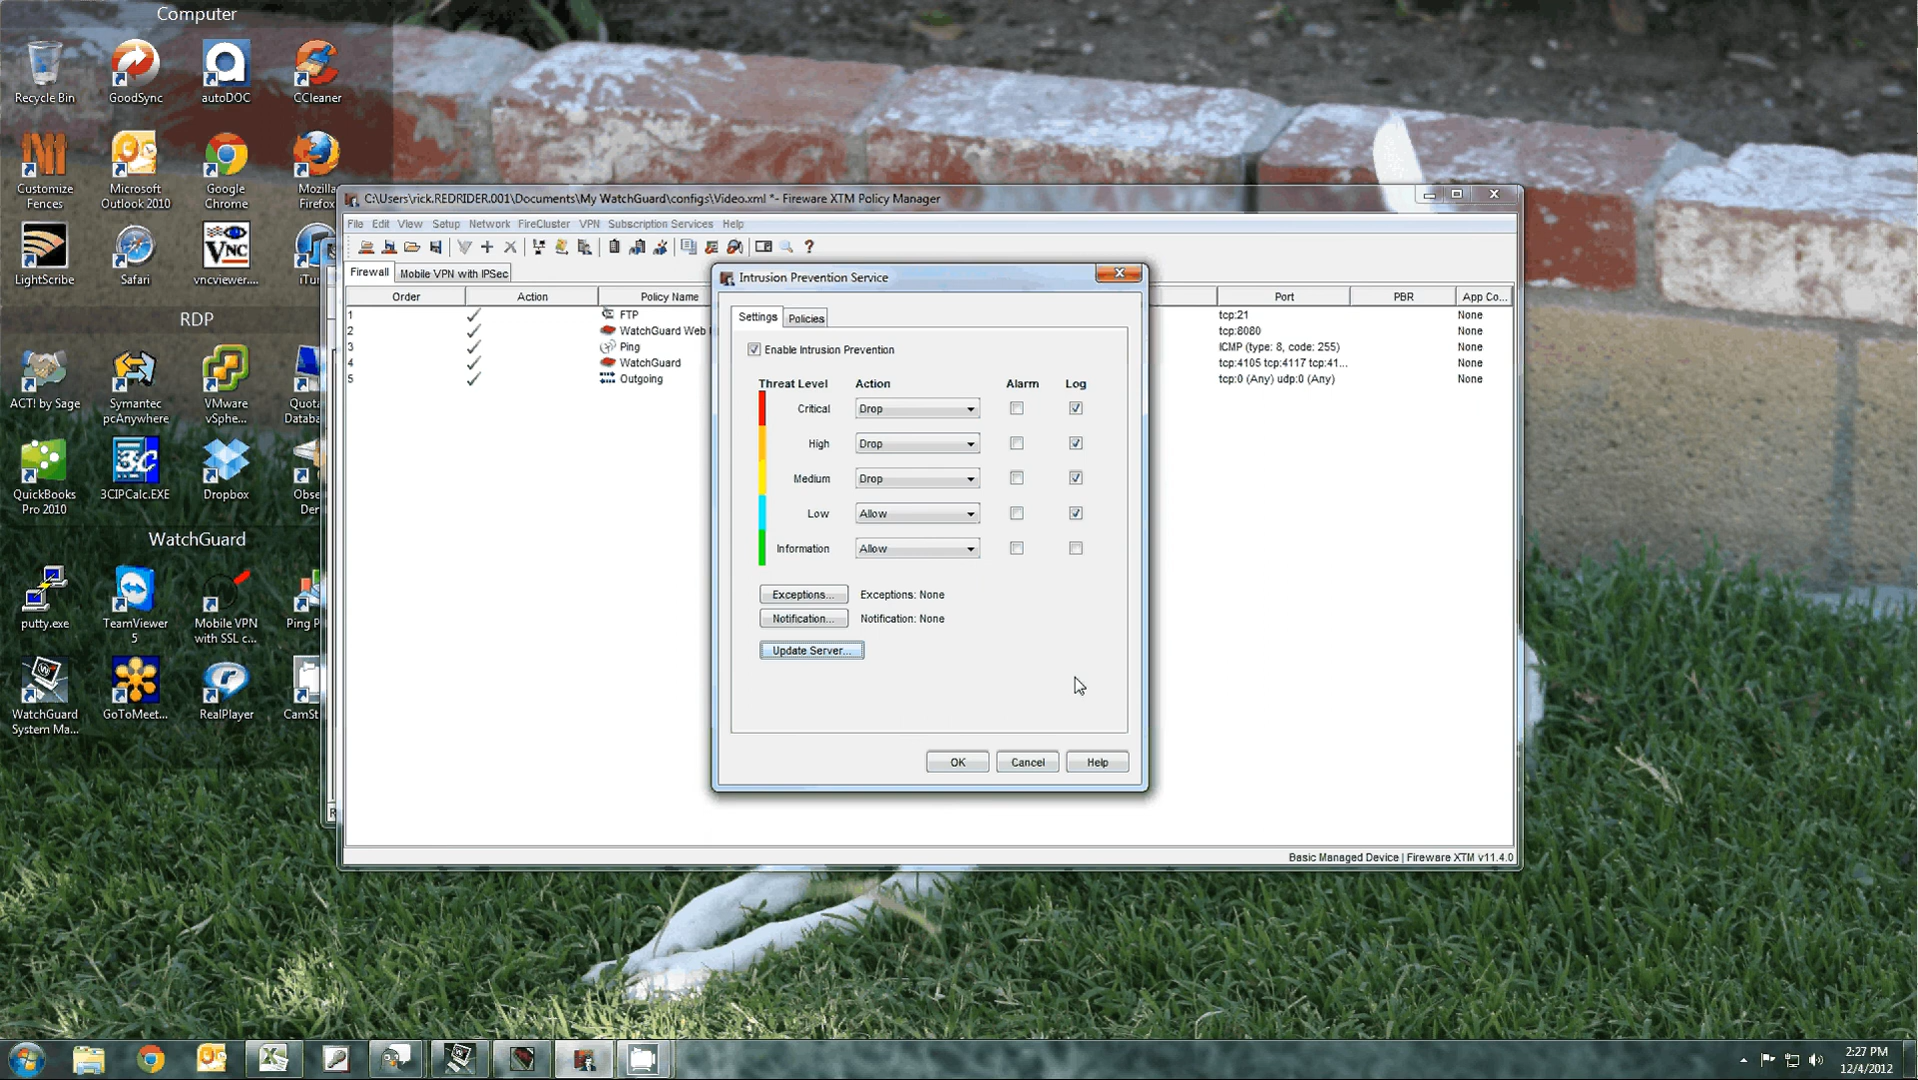 Computer
Recycle Bin
GoodSync
autoDOC
CCleaner
Customize Fences
Microsoft Outlook 2010
Google Chrome
Mozilla Firefox
LightScribe
Safari
VNC
vncviewer....
iTu
RDP
ACT! by Sage
Symantec pcAnywhere
VMware vSphe...
Quota
Datab
QuickBooks Pro 2010
3CIPCalc.EXE
Dropbox
Obse
Der
WatchGuard
putty.exe
TeamViewer 5
Mobile VPN with SSL c...
Ping P
WatchGuard System Ma...
GoToMeet...
RealPlayer
CamSt
C:\Users\rick.REDRIDER.001\Documents\My WatchGuard\configs\Video.xml *- Fireware XTM Policy Manager
File Edit View Setup Network FireCluster VPN Subscription Services Help
Firewall Mobile VPN with IPSec
Order Action Policy Name Port PBR App Co...
1 FTP tcp:21 None
2 WatchGuard Web tcp:8080 None
3 Ping ICMP (type: 8, code: 255) None
4 WatchGuard tcp:4105 tcp:4117 tcp:41... None
5 Outgoing tcp:0 (Any) udp:0 (Any) None
Intrusion Prevention Service
Settings Policies
Enable Intrusion Prevention
Threat Level Action Alarm Log
Critical Drop
High Drop
Medium Drop
Low Allow
Information Allow
Exceptions... Exceptions: None
Notification... Notification: None
Update Server...
OK Cancel Help
Basic Managed Device | Fireware XTM v11.4.0
2:27 PM
12/4/2012